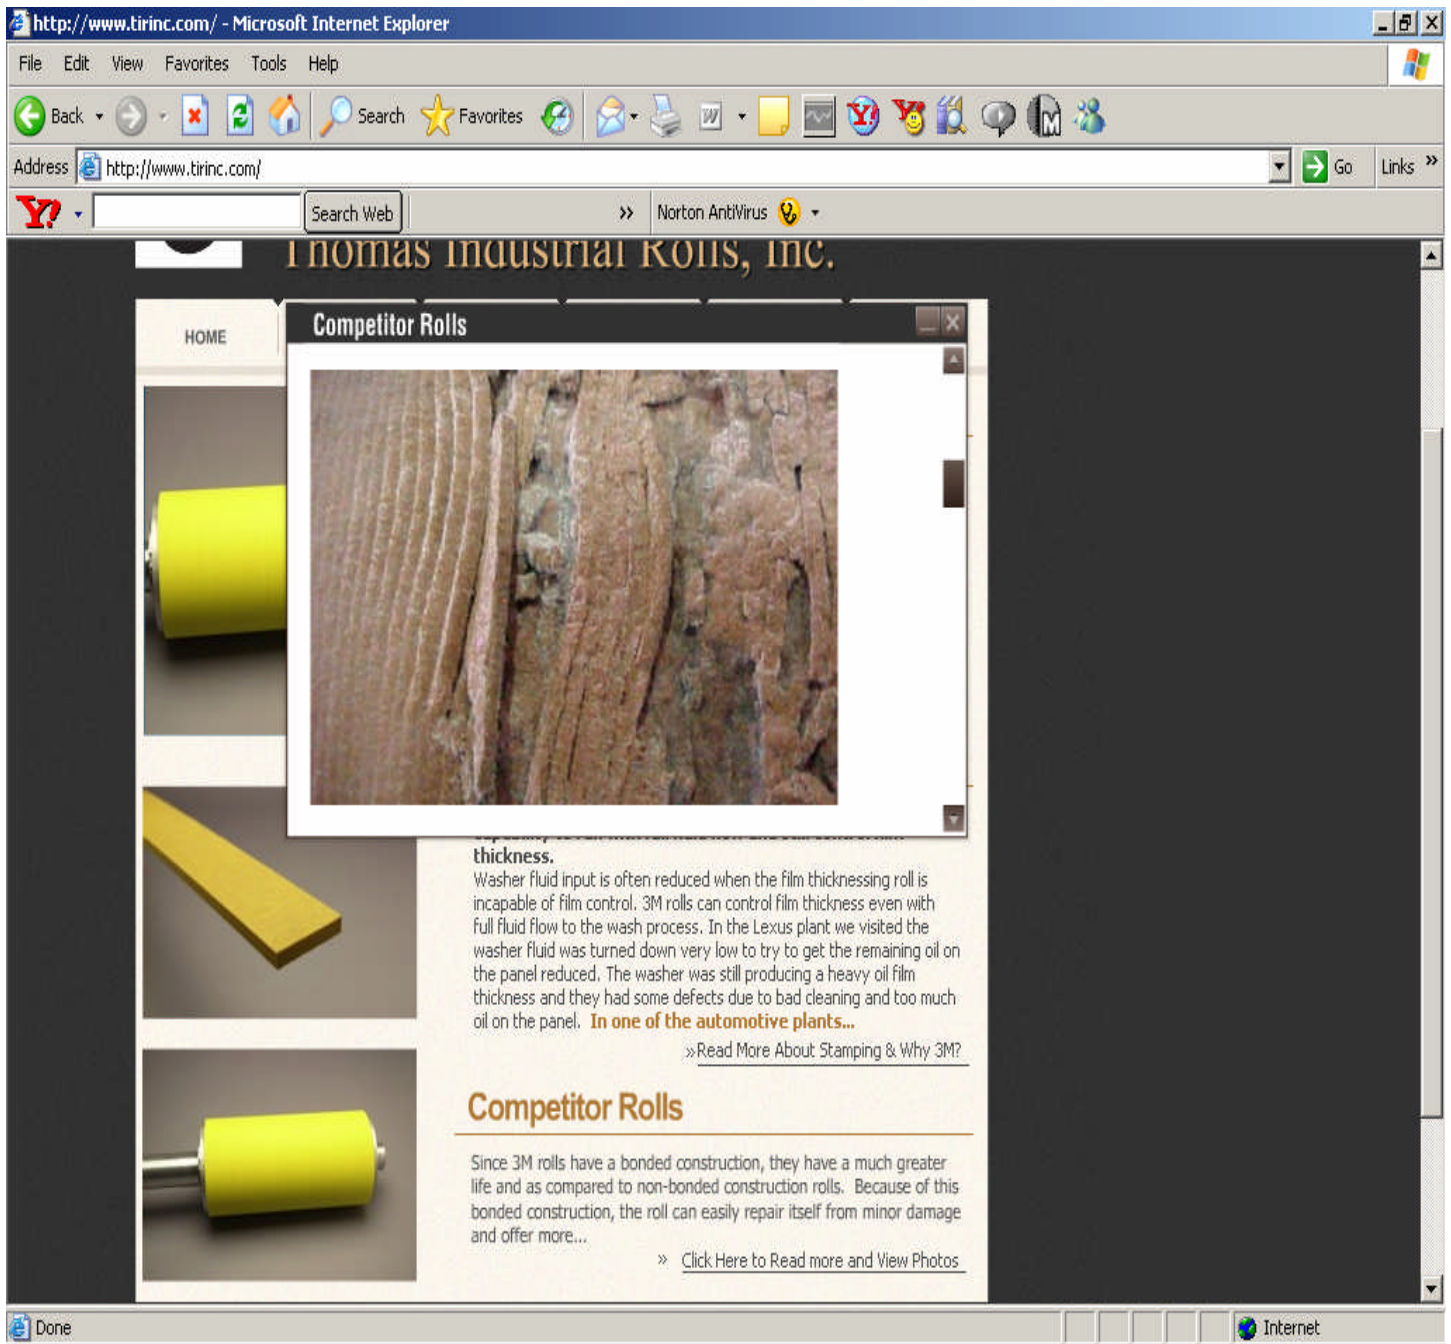 http://www.tirinc.com/ - Microsoft Internet Explorer
File Edit View Favorites Tools Help
Back Search Favorites
Address http://www.tirinc.com/ Go Links »
Y! Search Web » Norton AntiVirus
Thomas Industrial Rolls, Inc.
HOME
Competitor Rolls
thickness.
Washer fluid input is often reduced when the film thicknessing roll is
incapable of film control. 3M rolls can control film thickness even with
full fluid flow to the wash process. In the Lexus plant we visited the
washer fluid was turned down very low to try to get the remaining oil on
the panel reduced. The washer was still producing a heavy oil film
thickness and they had some defects due to bad cleaning and too much
oil on the panel. In one of the automotive plants...
»Read More About Stamping & Why 3M?
Competitor Rolls
Since 3M rolls have a bonded construction, they have a much greater
life and as compared to non-bonded construction rolls. Because of this
bonded construction, the roll can easily repair itself from minor damage
and offer more...
» Click Here to Read more and View Photos
Done Internet